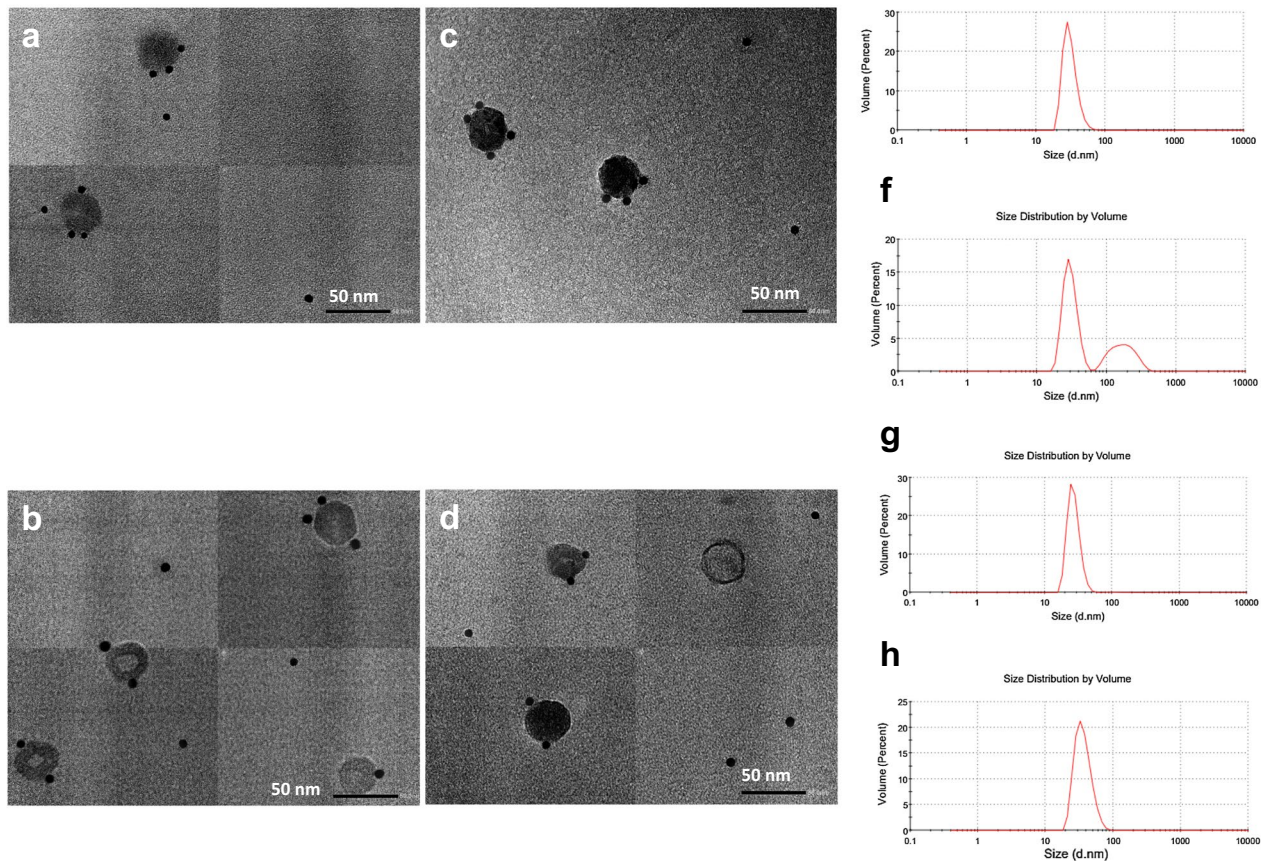 a
50 nm
c
50 nm
b
50 nm
d
50 nm
30
20
10
0
Volume (Percent)
0.1 1 10 100 1000 10000
Size (d.nm)
f
Size Distribution by Volume
20
15
10
5
0
Volume (Percent)
0.1 1 10 100 1000 10000
Size (d.nm)
g
Size Distribution by Volume
30
20
10
0
Volume (Percent)
0.1 1 10 100 1000 10000
Size (d.nm)
h
Size Distribution by Volume
25
20
15
10
5
0
Volume (Percent)
0.1 1 10 100 1000 10000
Size (d.nm)